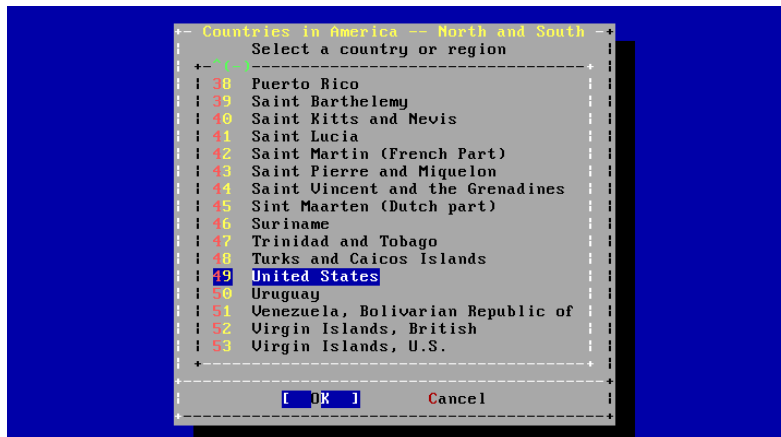 Countries in America -- North and South
Select a country or region
^(-)
38 Puerto Rico
39 Saint Barthelemy
40 Saint Kitts and Nevis
41 Saint Lucia
42 Saint Martin (French Part)
43 Saint Pierre and Miquelon
44 Saint Vincent and the Grenadines
45 Sint Maarten (Dutch part)
46 Suriname
47 Trinidad and Tobago
48 Turks and Caicos Islands
49 United States
50 Uruguay
51 Venezuela, Bolivarian Republic of
52 Virgin Islands, British
53 Virgin Islands, U.S.
[ OK ] Cancel